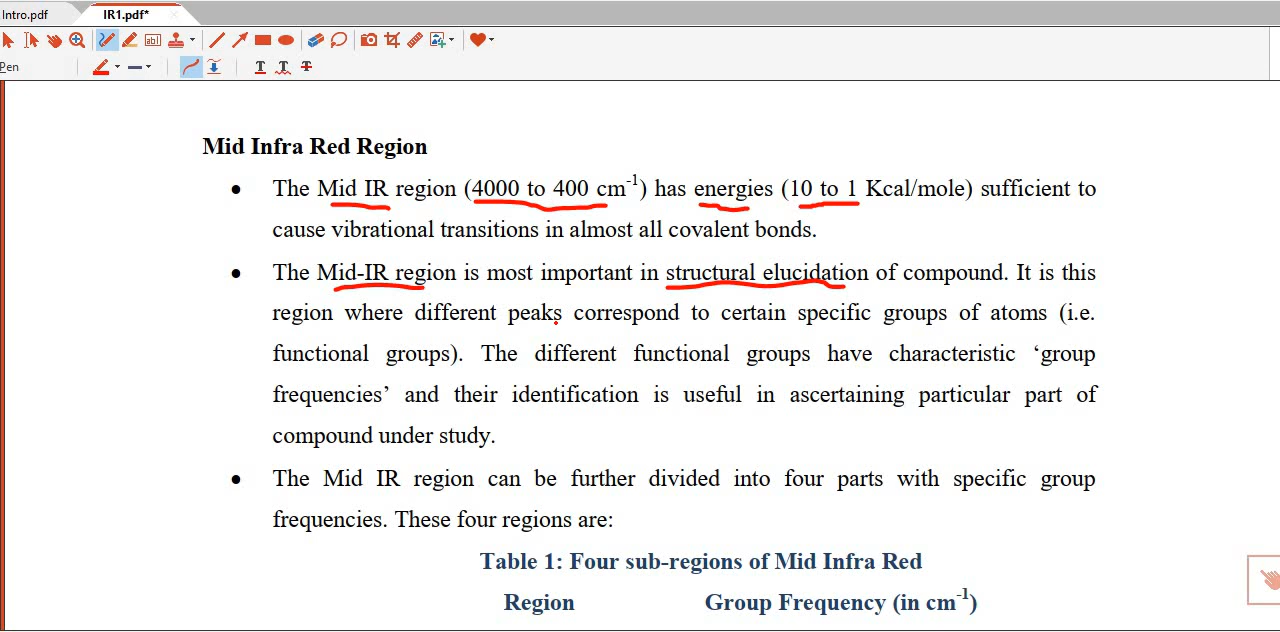 Intro.pdf IR1.pdf*
Pen
Mid Infra Red Region
• The Mid IR region (4000 to 400 cm⁻¹) has energies (10 to 1 Kcal/mole) sufficient to
cause vibrational transitions in almost all covalent bonds.
• The Mid-IR region is most important in structural elucidation of compound. It is this
region where different peaks correspond to certain specific groups of atoms (i.e.
functional groups). The different functional groups have characteristic ‘group
frequencies’ and their identification is useful in ascertaining particular part of
compound under study.
• The Mid IR region can be further divided into four parts with specific group
frequencies. These four regions are:
Table 1: Four sub-regions of Mid Infra Red
Region Group Frequency (in cm⁻¹)